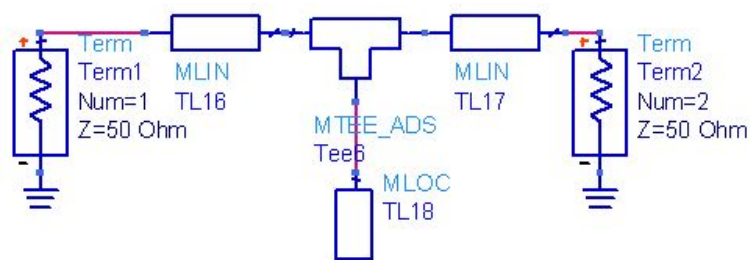 Term
Term1
Num=1
Z=50 Ohm
MLIN
TL16
MTEE_ADS
Tee6
MLOC
TL18
MLIN
TL17
Term
Term2
Num=2
Z=50 Ohm